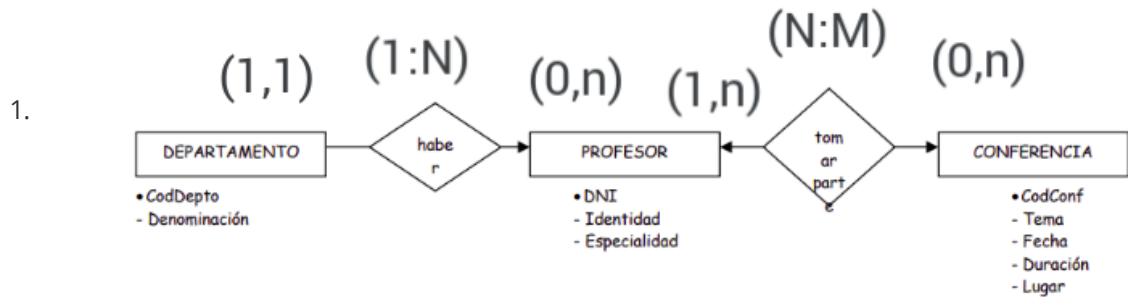 (1,1)
(1:N)
(0,n)
(1,n)
(N:M)
(0,n)
1.
DEPARTAMENTO
habe
r
PROFESOR
tom
ar
part
e
CONFERENCIA
• CodDepto
- Denominación
• DNI
- Identidad
- Especialidad
• CodConf
- Tema
- Fecha
- Duración
- Lugar